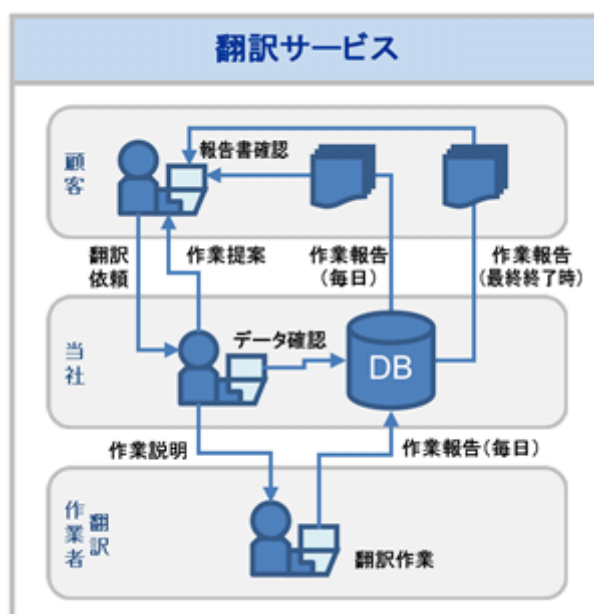 翻訳サービス
顧客
報告書確認
翻訳
依頼
作業提案
作業報告
(毎日)
作業報告
(最終終了時)
当社
データ確認
DB
作業説明
作業報告(毎日)
翻訳
作業者
翻訳作業